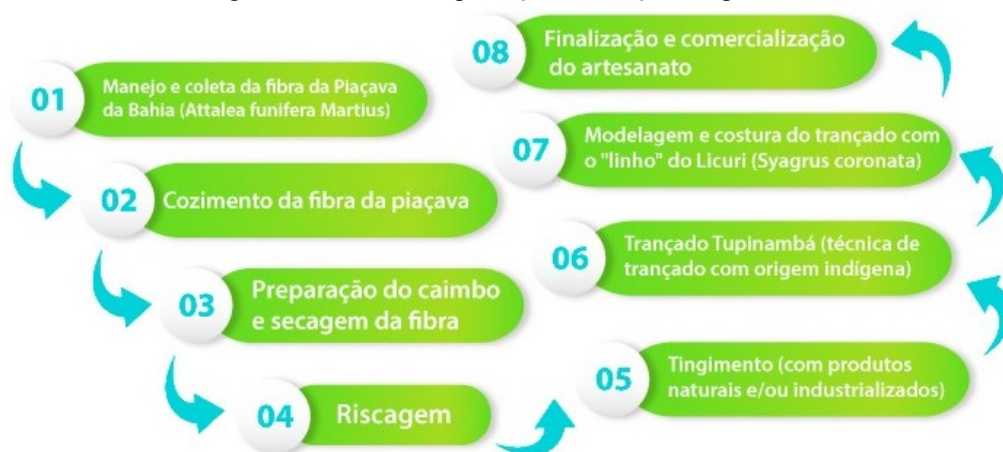 01
Manejo e coleta da fibra da Piaçava
da Bahia (Attalea funifera Martius)
02
Cozimento da fibra da piaçava
03
Preparação do caimbo
e secagem da fibra
04
Riscagem
05
Tingimento (com produtos
naturais e/ou industrializados)
06
Trançado Tupinambá (técnica de
trançado com origem indígena)
07
Modelagem e costura do trançado com
o "linho" do Licuri (Syagrus coronata)
08
Finalização e comercialização
do artesanato